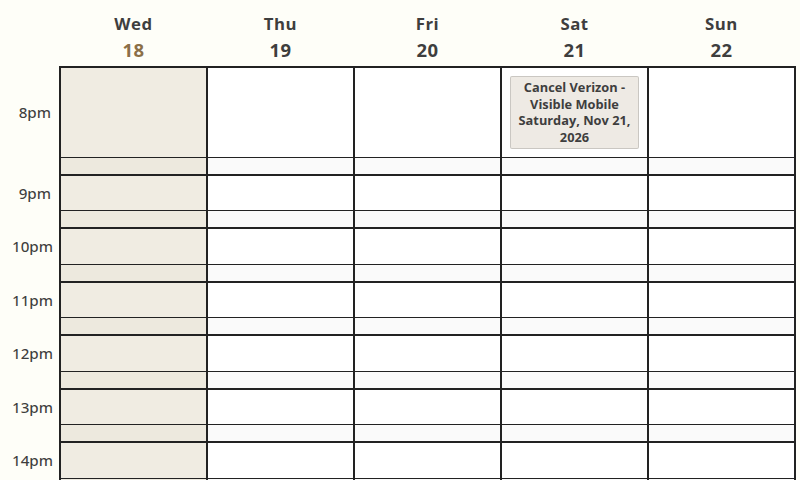 Wed Thu Fri Sat Sun
18 19 20 21 22
8pm
Cancel Verizon -
Visible Mobile
Saturday, Nov 21,
2026
9pm
10pm
11pm
12pm
13pm
14pm